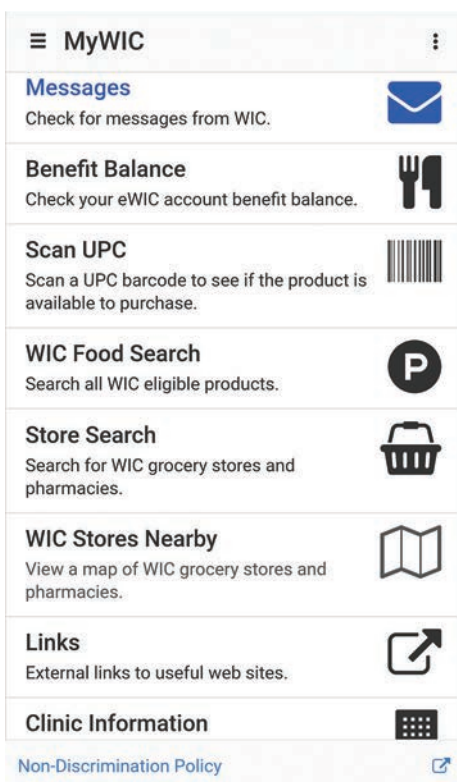 MyWIC
Messages
Check for messages from WIC.
Benefit Balance
Check your eWIC account benefit balance.
Scan UPC
Scan a UPC barcode to see if the product is
available to purchase.
WIC Food Search
Search all WIC eligible products.
P
Store Search
Search for WIC grocery stores and
pharmacies.
WIC Stores Nearby
View a map of WIC grocery stores and
pharmacies.
Links
External links to useful web sites.
Clinic Information
Non-Discrimination Policy